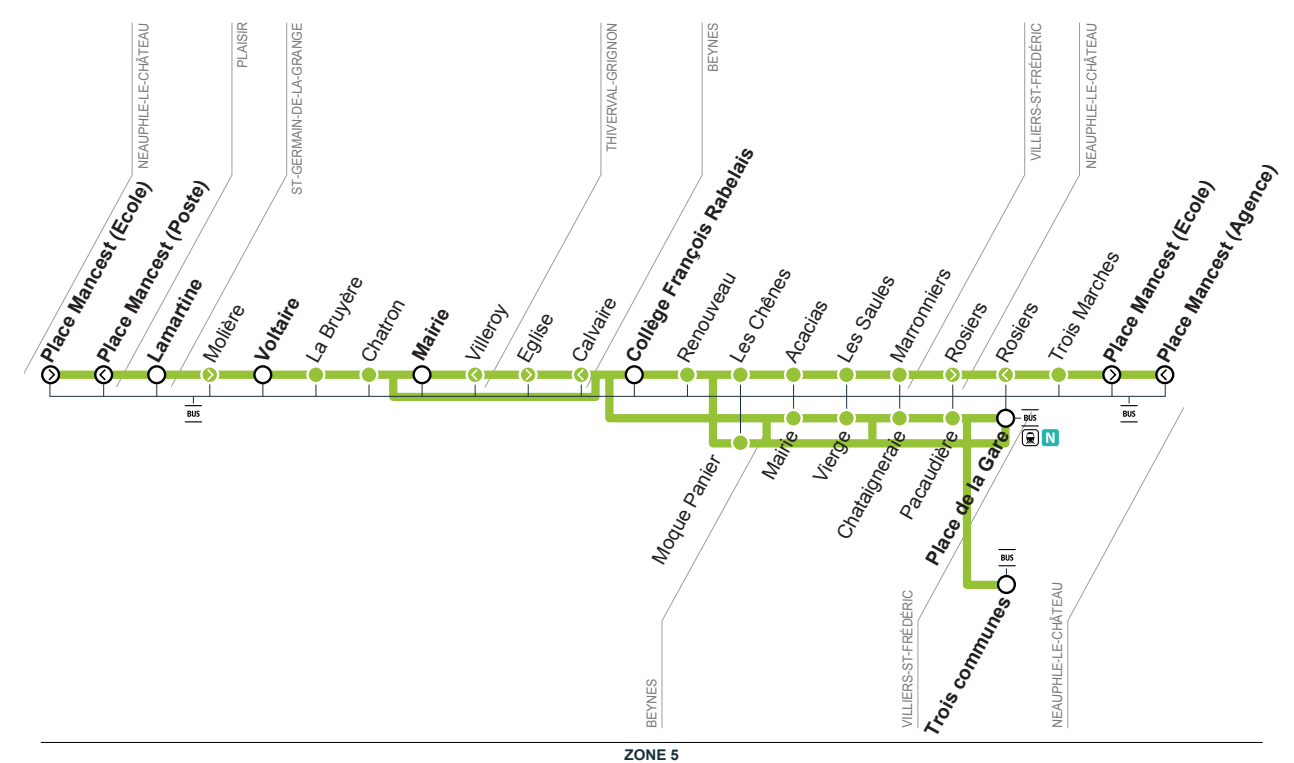 NEAUPHLE-LE-CHÂTEAU
PLAISIR
ST-GERMAIN-DE-LA-GRANGE
THIVERVAL-GRIGNON
BEYNES
VILLIERS-ST-FRÉDÉRIC
NEAUPHLE-LE-CHÂTEAU
Place Mancest (Ecole)
Place Mancest (Poste)
Lamartine
Molière
Voltaire
La Bruyère
Chatron
Mairie
Villeroy
Eglise
Calvaire
Collège François Rabelais
Renouveau
Les Chênes
Acacias
Les Saules
Marronniers
Rosiers
Rosiers
Trois Marches
Place Mancest (Ecole)
Place Mancest (Agence)
BUS
BUS
BUS
N
Moque Panier
Mairie
Vierge
Chataigneraie
Pacaudière
Place de la Gare
BUS
Trois communes
BEYNES
VILLIERS-ST-FRÉDÉRIC
NEAUPHLE-LE-CHÂTEAU
ZONE 5